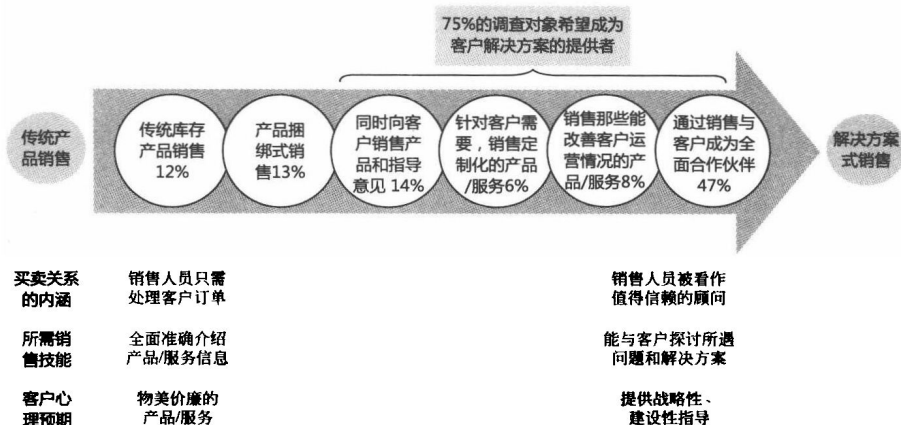 75%的调查对象希望成为
客户解决方案的提供者
传统产
品销售
传统库存
产品销售
12%
产品捆
绑式销
售13%
同时向客
户销售产
品和指导
意见 14%
针对客户需
要，销售定
制化的产品
/服务6%
销售那些能
改善客户运
营情况的产
品/服务8%
通过销售与
客户成为全
面合作伙伴
47%
解决方案
式销售
买卖关系
的内涵
销售人员只需
处理客户订单
销售人员被看作
值得信赖的顾问
所需销
售技能
全面准确介绍
产品/服务信息
能与客户探讨所遇
问题和解决方案
客户心
理预期
物美价廉的
产品/服务
提供战略性、
建设性指导